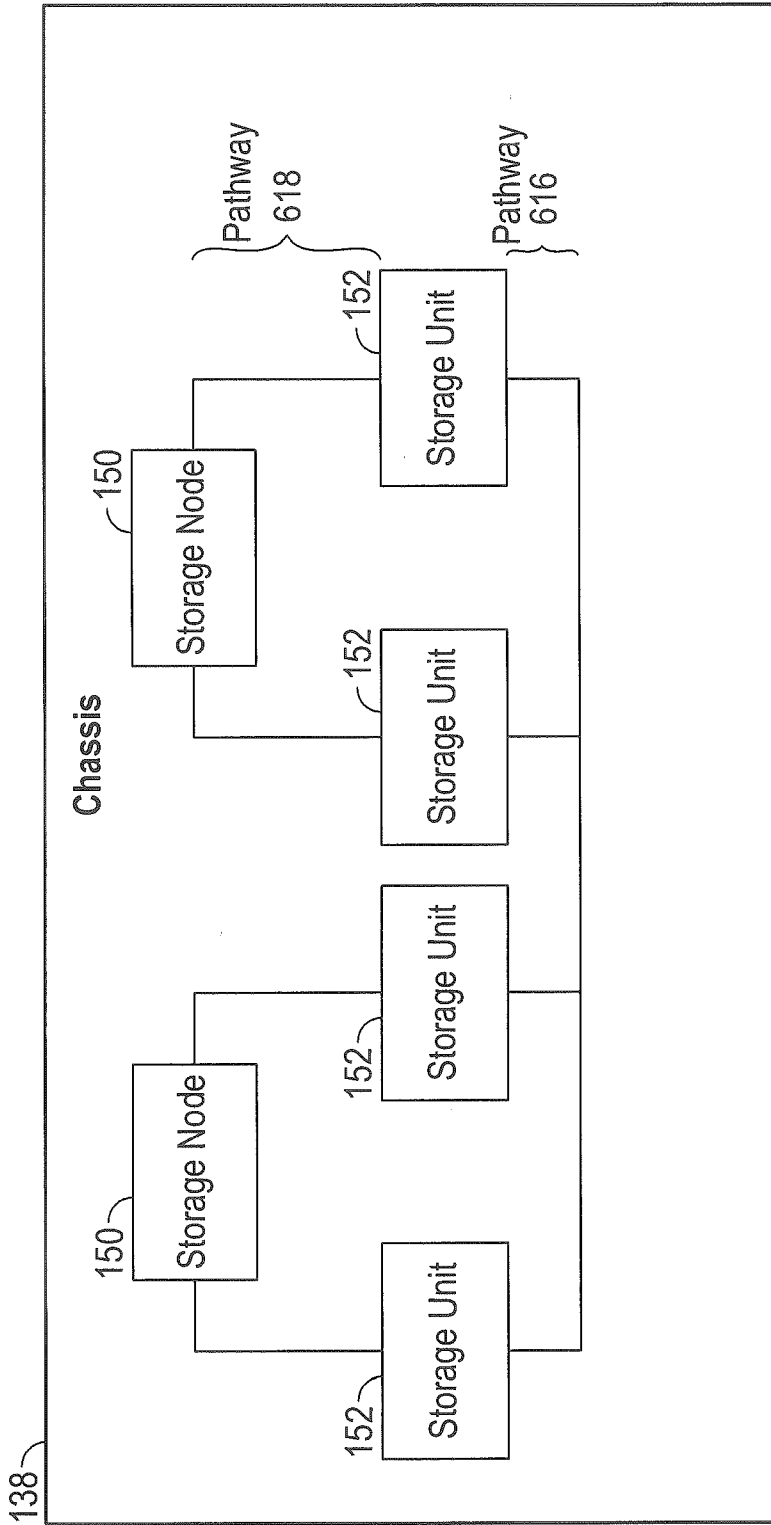 138
Chassis
150
Storage Node
150
Storage Node
Pathway
618
152
Storage Unit
152
Storage Unit
152
Storage Unit
152
Storage Unit
Pathway
616